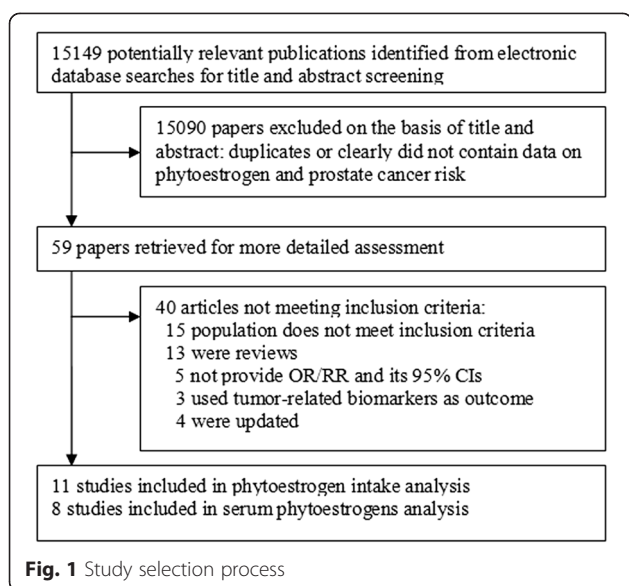 15149 potentially relevant publications identified from electronic
database searches for title and abstract screening
15090 papers excluded on the basis of title and
abstract: duplicates or clearly did not contain data on
phytoestrogen and prostate cancer risk
59 papers retrieved for more detailed assessment
40 articles not meeting inclusion criteria:
15 population does not meet inclusion criteria
13 were reviews
5 not provide OR/RR and its 95% CIs
3 used tumor-related biomarkers as outcome
4 were updated
11 studies included in phytoestrogen intake analysis
8 studies included in serum phytoestrogens analysis
Fig. 1 Study selection process